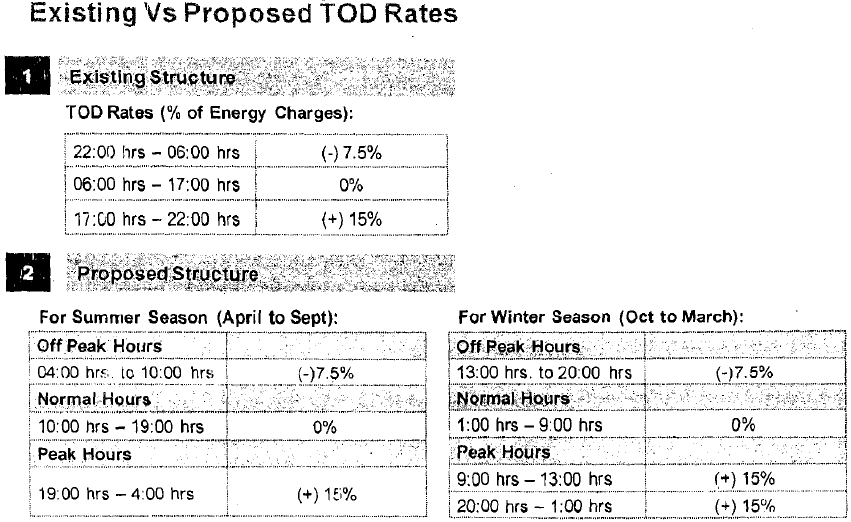 Existing Vs Proposed TOD Rates
1 Existing Structure
TOD Rates (% of Energy Charges):
22:00 hrs – 06:00 hrs (-) 7.5%
06:00 hrs – 17:00 hrs 0%
17:00 hrs – 22:00 hrs (+) 15%
2 Proposed Structure
For Summer Season (April to Sept):
Off Peak Hours
04:00 hrs. to 10:00 hrs (-)7.5%
Normal Hours
10:00 hrs – 19:00 hrs 0%
Peak Hours
19:00 hrs – 4:00 hrs (+) 15%
For Winter Season (Oct to March):
Off Peak Hours
13:00 hrs. to 20:00 hrs (-)7.5%
Normal Hours
1:00 hrs – 9:00 hrs 0%
Peak Hours
9:00 hrs – 13:00 hrs (+) 15%
20:00 hrs – 1:00 hrs (+) 15%